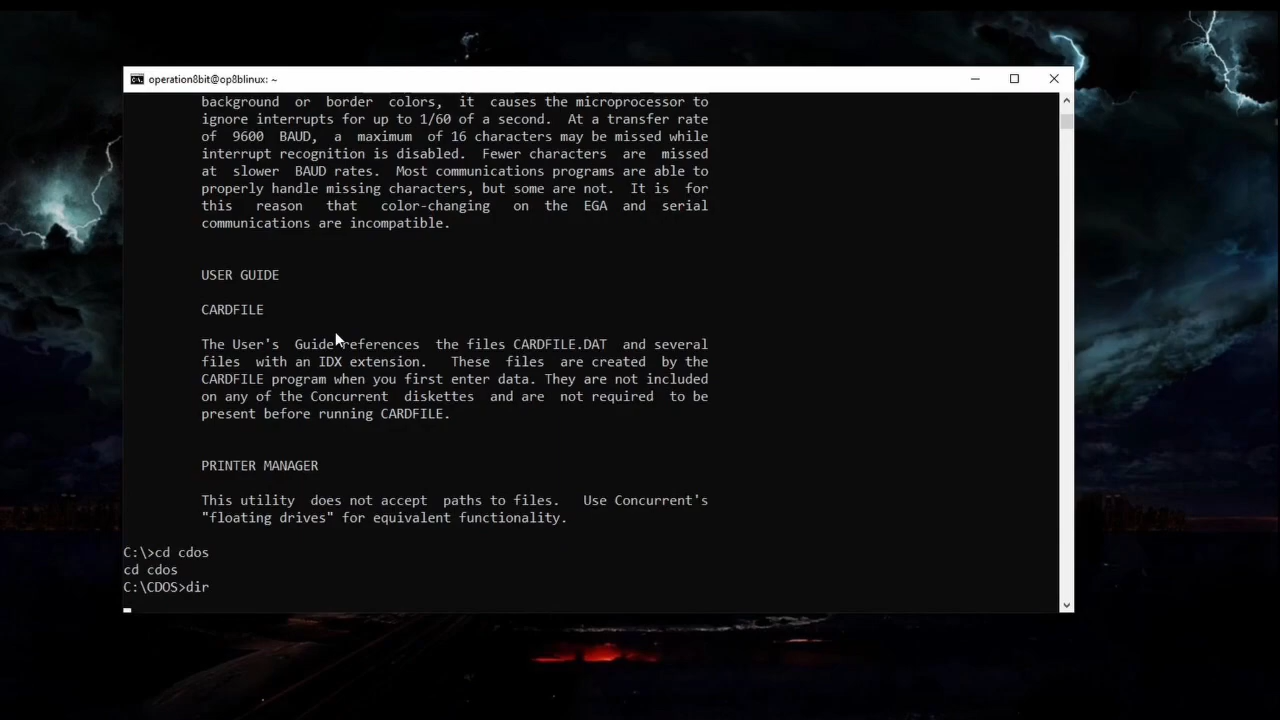 operation8bit@op8blinux: ~
background or border colors, it causes the microprocessor to
ignore interrupts for up to 1/60 of a second. At a transfer rate
of 9600 BAUD, a maximum of 16 characters may be missed while
interrupt recognition is disabled. Fewer characters are missed
at slower BAUD rates. Most communications programs are able to
properly handle missing characters, but some are not. It is for
this reason that color-changing on the EGA and serial
communications are incompatible.
USER GUIDE
CARDFILE
The User's Guide references the files CARDFILE.DAT and several
files with an IDX extension. These files are created by the
CARDFILE program when you first enter data. They are not included
on any of the Concurrent diskettes and are not required to be
present before running CARDFILE.
PRINTER MANAGER
This utility does not accept paths to files. Use Concurrent's
"floating drives" for equivalent functionality.
C:\>cd cdos
cd cdos
C:\CDOS>dir